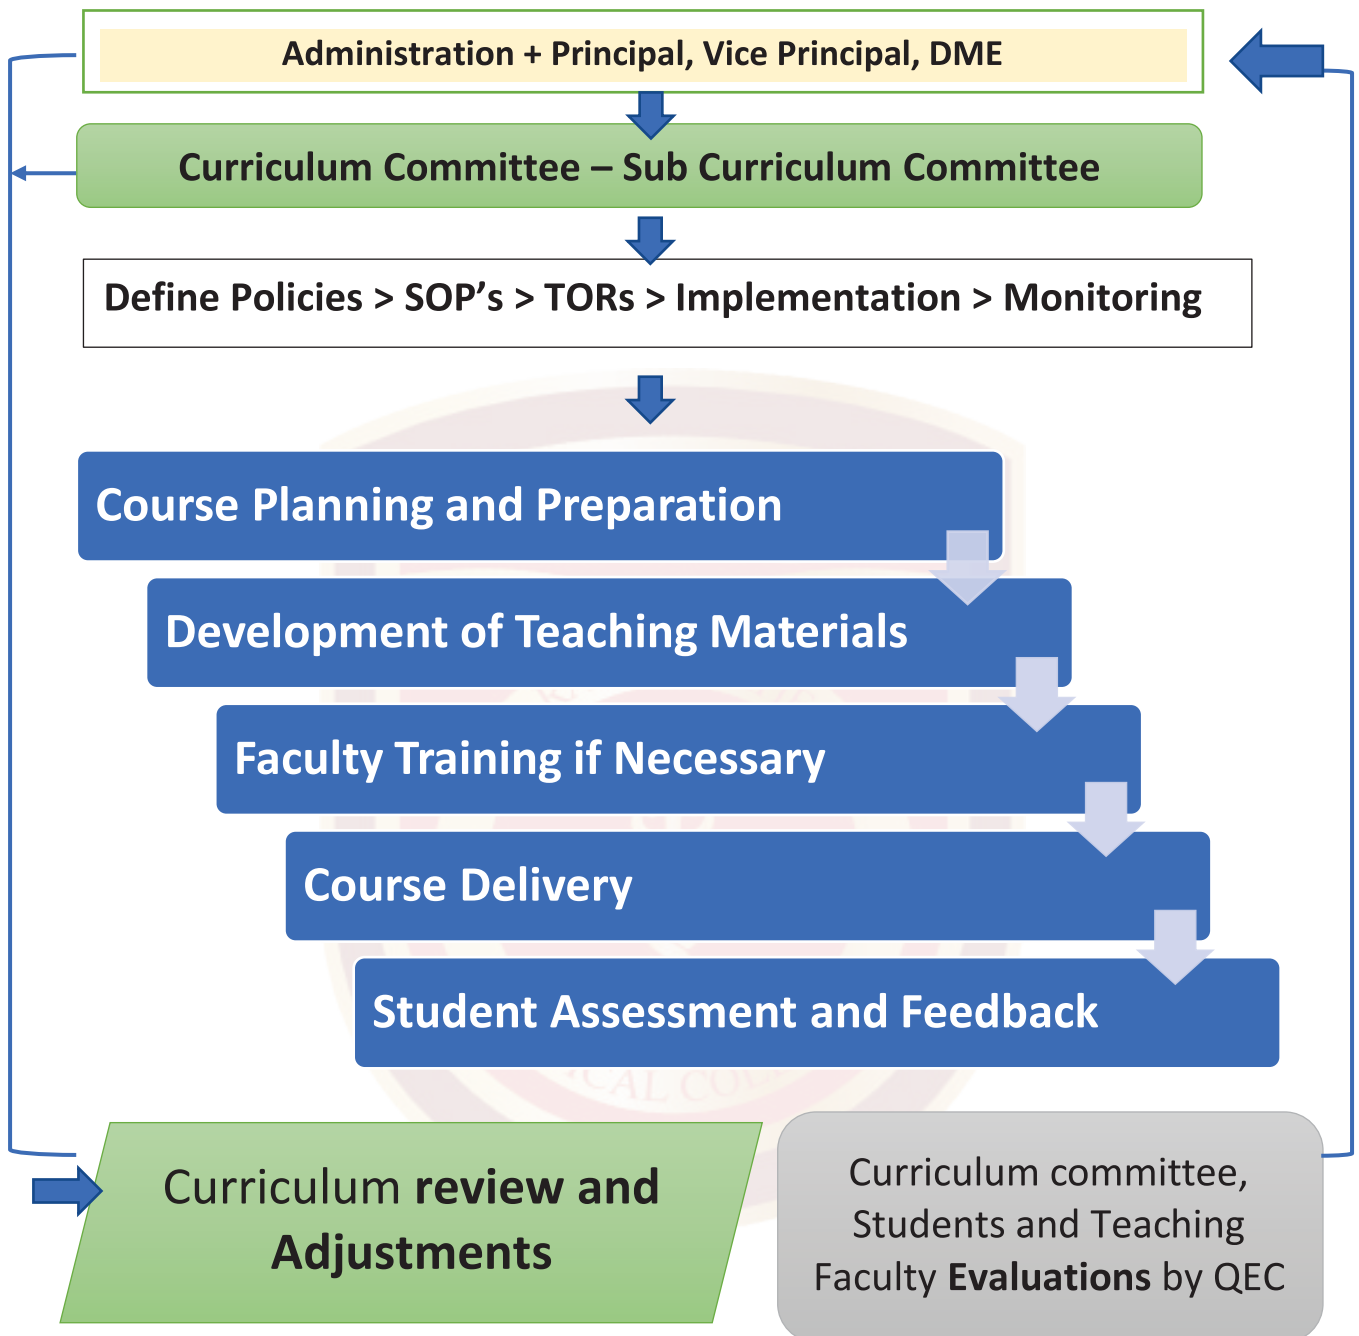 Administration + Principal, Vice Principal, DME
Curriculum Committee – Sub Curriculum Committee
Define Policies > SOP’s > TORs > Implementation > Monitoring
Course Planning and Preparation
Development of Teaching Materials
Faculty Training if Necessary
Course Delivery
Student Assessment and Feedback
Curriculum review and
Adjustments
Curriculum committee,
Students and Teaching
Faculty Evaluations by QEC